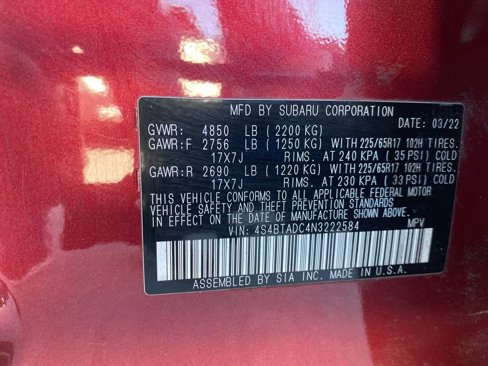 MFD BY SUBARU CORPORATION
DATE: 03/22
GVWR: 4850 LB (2200 KG)
GAWR:F 2756 LB (1250 KG) WITH 225/65R17 102H TIRES.
17X7J RIMS. AT 240 KPA (35 PSI) COLD
GAWR:R 2690 LB (1220 KG) WITH 225/65R17 102H TIRES.
17X7J RIMS. AT 230 KPA (33 PSI) COLD
THIS VEHICLE CONFORMS TO ALL APPLICABLE FEDERAL MOTOR
VEHICLE SAFETY AND THEFT PREVENTION STANDARDS
IN EFFECT ON THE DATE OF MANUFACTURE SHOWN ABOVE.
VIN: 4S4BTADC4N3222584 MPV
ASSEMBLED BY SIA INC. MADE IN U.S.A.